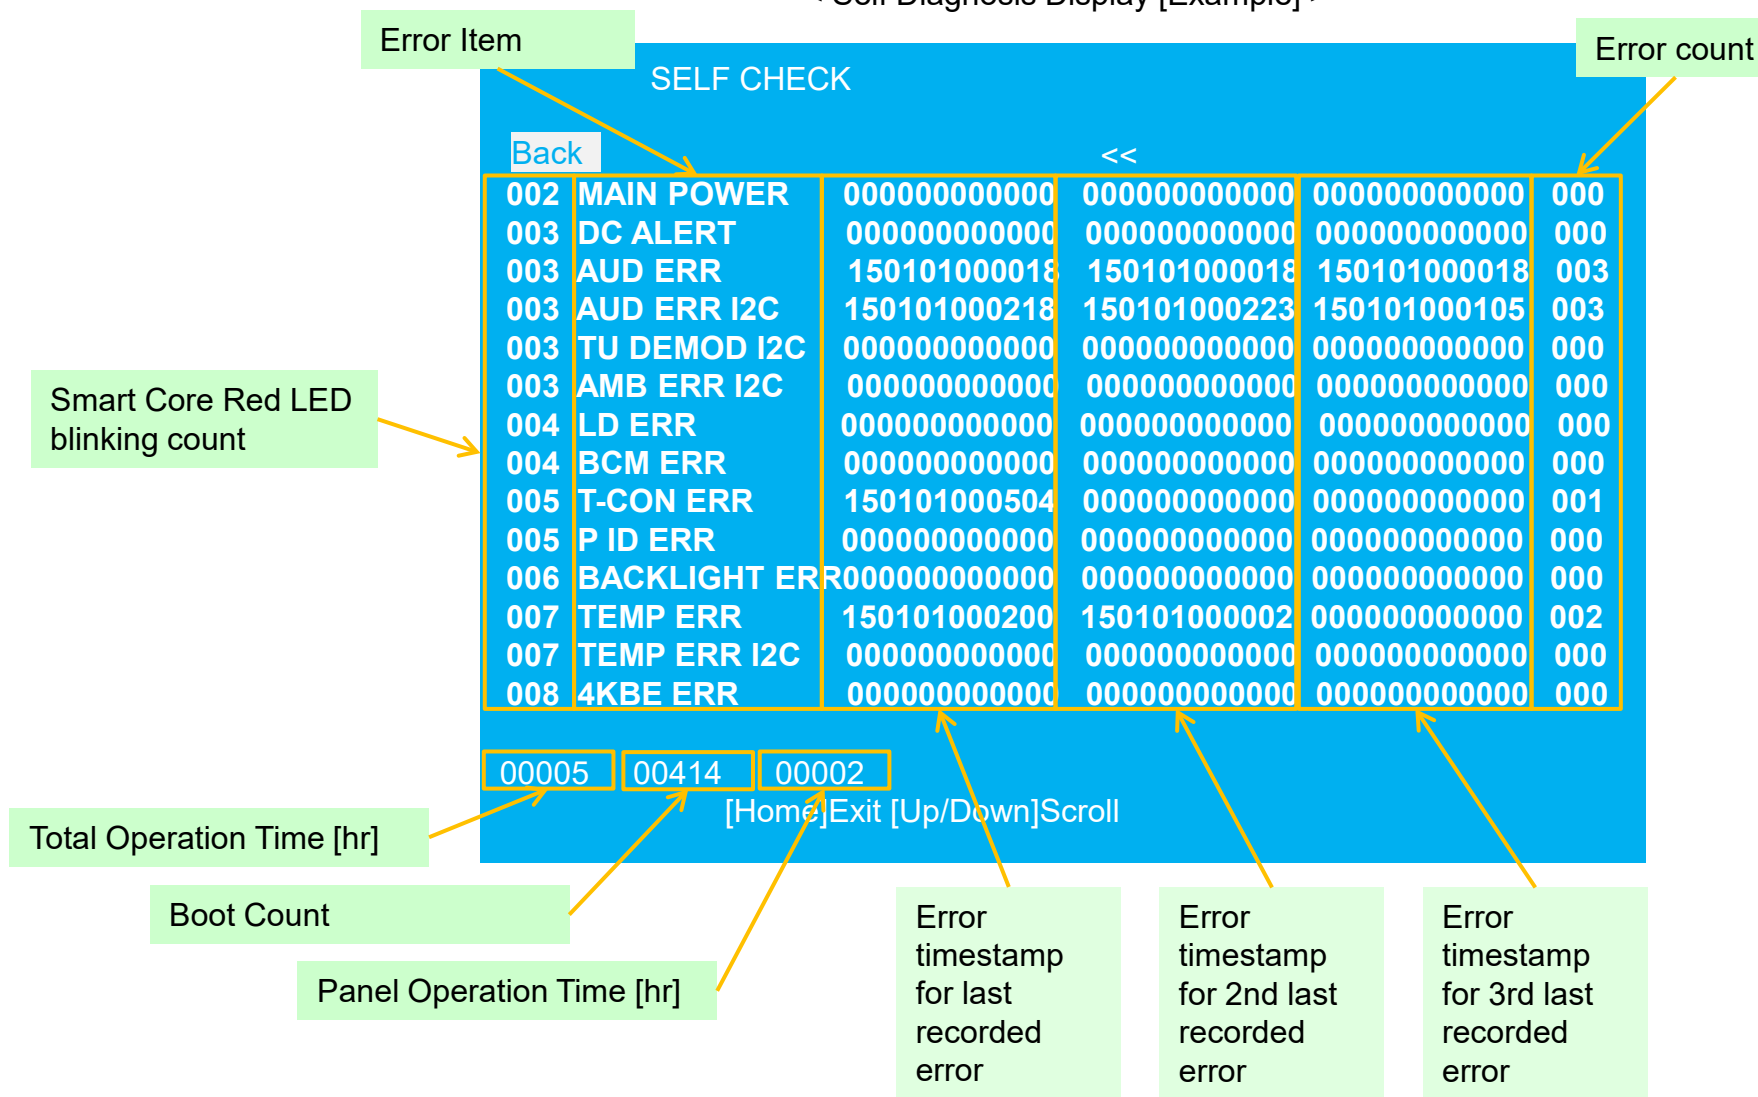 < Self Diagnosis Display [Example] >
Error Item
Error count
SELF CHECK
Back <<
002 MAIN POWER 000000000000 000000000000 000000000000 000
003 DC ALERT 000000000000 000000000000 000000000000 000
003 AUD ERR 150101000018 150101000018 150101000018 003
003 AUD ERR I2C 150101000218 150101000223 150101000105 003
003 TU DEMOD I2C 000000000000 000000000000 000000000000 000
003 AMB ERR I2C 000000000000 000000000000 000000000000 000
004 LD ERR 000000000000 000000000000 000000000000 000
004 BCM ERR 000000000000 000000000000 000000000000 000
005 T-CON ERR 150101000504 000000000000 000000000000 001
005 P ID ERR 000000000000 000000000000 000000000000 000
006 BACKLIGHT ERR 000000000000 000000000000 000000000000 000
007 TEMP ERR 150101000200 150101000002 000000000000 002
007 TEMP ERR I2C 000000000000 000000000000 000000000000 000
008 4KBE ERR 000000000000 000000000000 000000000000 000
Smart Core Red LED
blinking count
00005 00414 00002
[Home]Exit [Up/Down]Scroll
Total Operation Time [hr]
Boot Count
Panel Operation Time [hr]
Error
timestamp
for last
recorded
error
Error
timestamp
for 2nd last
recorded
error
Error
timestamp
for 3rd last
recorded
error